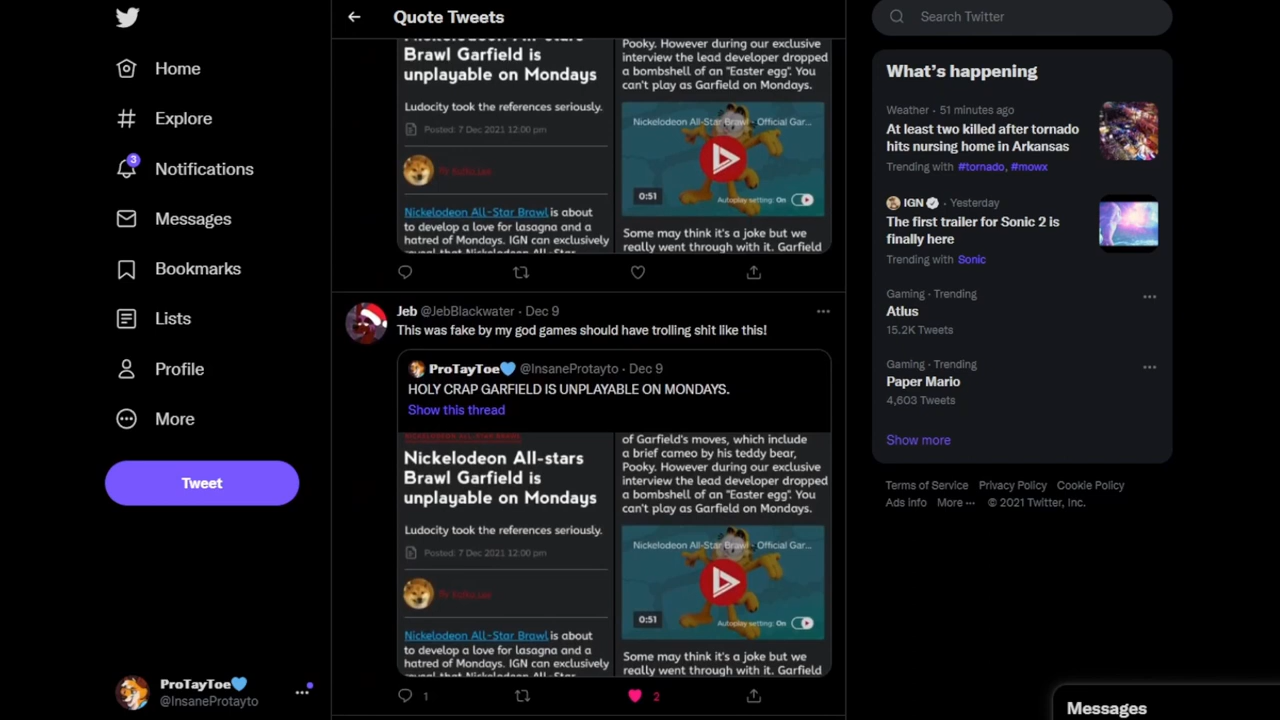 Home
Explore
3
Notifications
Messages
Bookmarks
Lists
Profile
More
Tweet
ProTayToe💙
@InsaneProtayto
Quote Tweets
Brawl Garfield is
unplayable on Mondays
Ludocity took the references seriously.
Posted: 7 Dec 2021 12:00 pm
Nickelodeon All-Star Brawl is about
to develop a love for lasagna and a
hatred of Mondays. IGN can exclusively
Pooky. However during our exclusive
interview the lead developer dropped
a bombshell of an "Easter egg". You
can't play as Garfield on Mondays.
Nickelodeon All-Star Brawl - Official Gar...
0:51
Autoplay setting: On
Some may think it's a joke but we
really went through with it. Garfield
Jeb @JebBlackwater · Dec 9
This was fake by my god games should have trolling shit like this!
ProTayToe💙 @InsaneProtayto · Dec 9
HOLY CRAP GARFIELD IS UNPLAYABLE ON MONDAYS.
Show this thread
Nickelodeon All-stars
Brawl Garfield is
unplayable on Mondays
Ludocity took the references seriously.
Posted: 7 Dec 2021 12:00 pm
Nickelodeon All-Star Brawl is about
to develop a love for lasagna and a
hatred of Mondays. IGN can exclusively
of Garfield's moves, which include
a brief cameo by his teddy bear,
Pooky. However during our exclusive
interview the lead developer dropped
a bombshell of an "Easter egg". You
can't play as Garfield on Mondays.
Nickelodeon All-Star Brawl - Official Gar...
0:51
Autoplay setting: On
Some may think it's a joke but we
really went through with it. Garfield
1
2
Search Twitter
What's happening
Weather · 51 minutes ago
At least two killed after tornado
hits nursing home in Arkansas
Trending with #tornado, #mowx
IGN · Yesterday
The first trailer for Sonic 2 is
finally here
Trending with Sonic
Gaming · Trending
Atlus
15.2K Tweets
Gaming · Trending
Paper Mario
4,603 Tweets
Show more
Terms of Service Privacy Policy Cookie Policy
Ads info More ··· © 2021 Twitter, Inc.
Messages